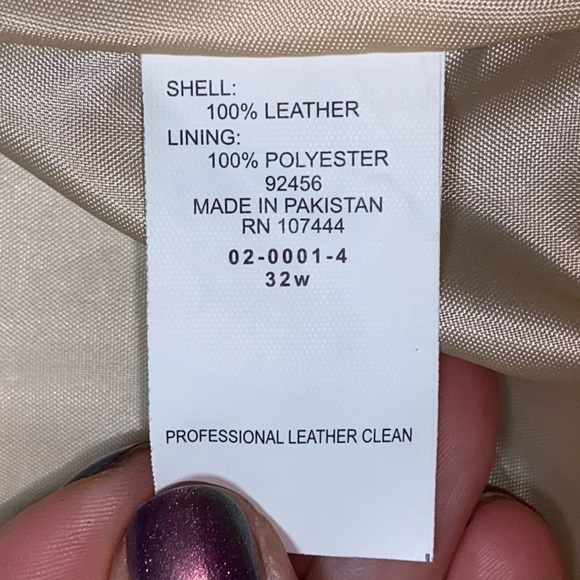 SHELL:
100% LEATHER
LINING:
100% POLYESTER
92456
MADE IN PAKISTAN
RN 107444
02-0001-4
32w
PROFESSIONAL LEATHER CLEAN